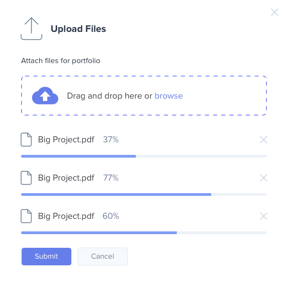 Upload Files
Attach files for portfolio
Drag and drop here or browse
Big Project.pdf 37%
Big Project.pdf 77%
Big Project.pdf 60%
Submit Cancel